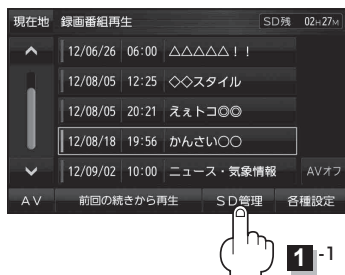 現在地 録画番組再生 SD残 02H27M
12/06/26 06:00 △△△△△！！
12/08/05 12:25 ◇◇スタイル
12/08/05 20:21 えぇトコ◎◎
12/08/18 19:56 かんさい○○
12/09/02 10:00 ニュース・気象情報 AVオフ
AV 前回の続きから再生 SD管理 各種設定
1-1